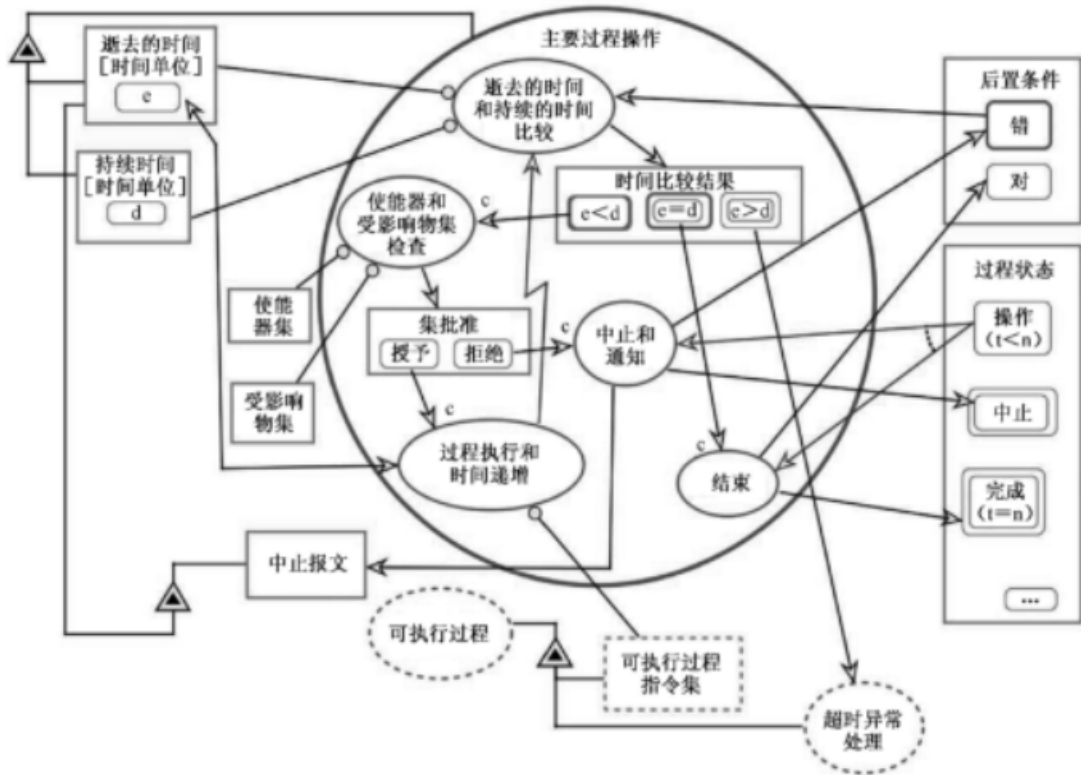 主要过程操作
逝去的时间
[时间单位]
e
持续时间
[时间单位]
d
逝去的时间
和持续的时间
比较
后置条件
错
对
时间比较结果
e<d
e=d
e>d
c
使能器和
受影响物集
检查
使能
器集
受影响
物集
集批准
授予
拒绝
c
中止和
通知
过程状态
操作
(t<n)
中止
完成
(t=n)
...
c
过程执行和
时间递增
c
结束
中止报文
可执行过程
可执行过程
指令集
超时异常
处理